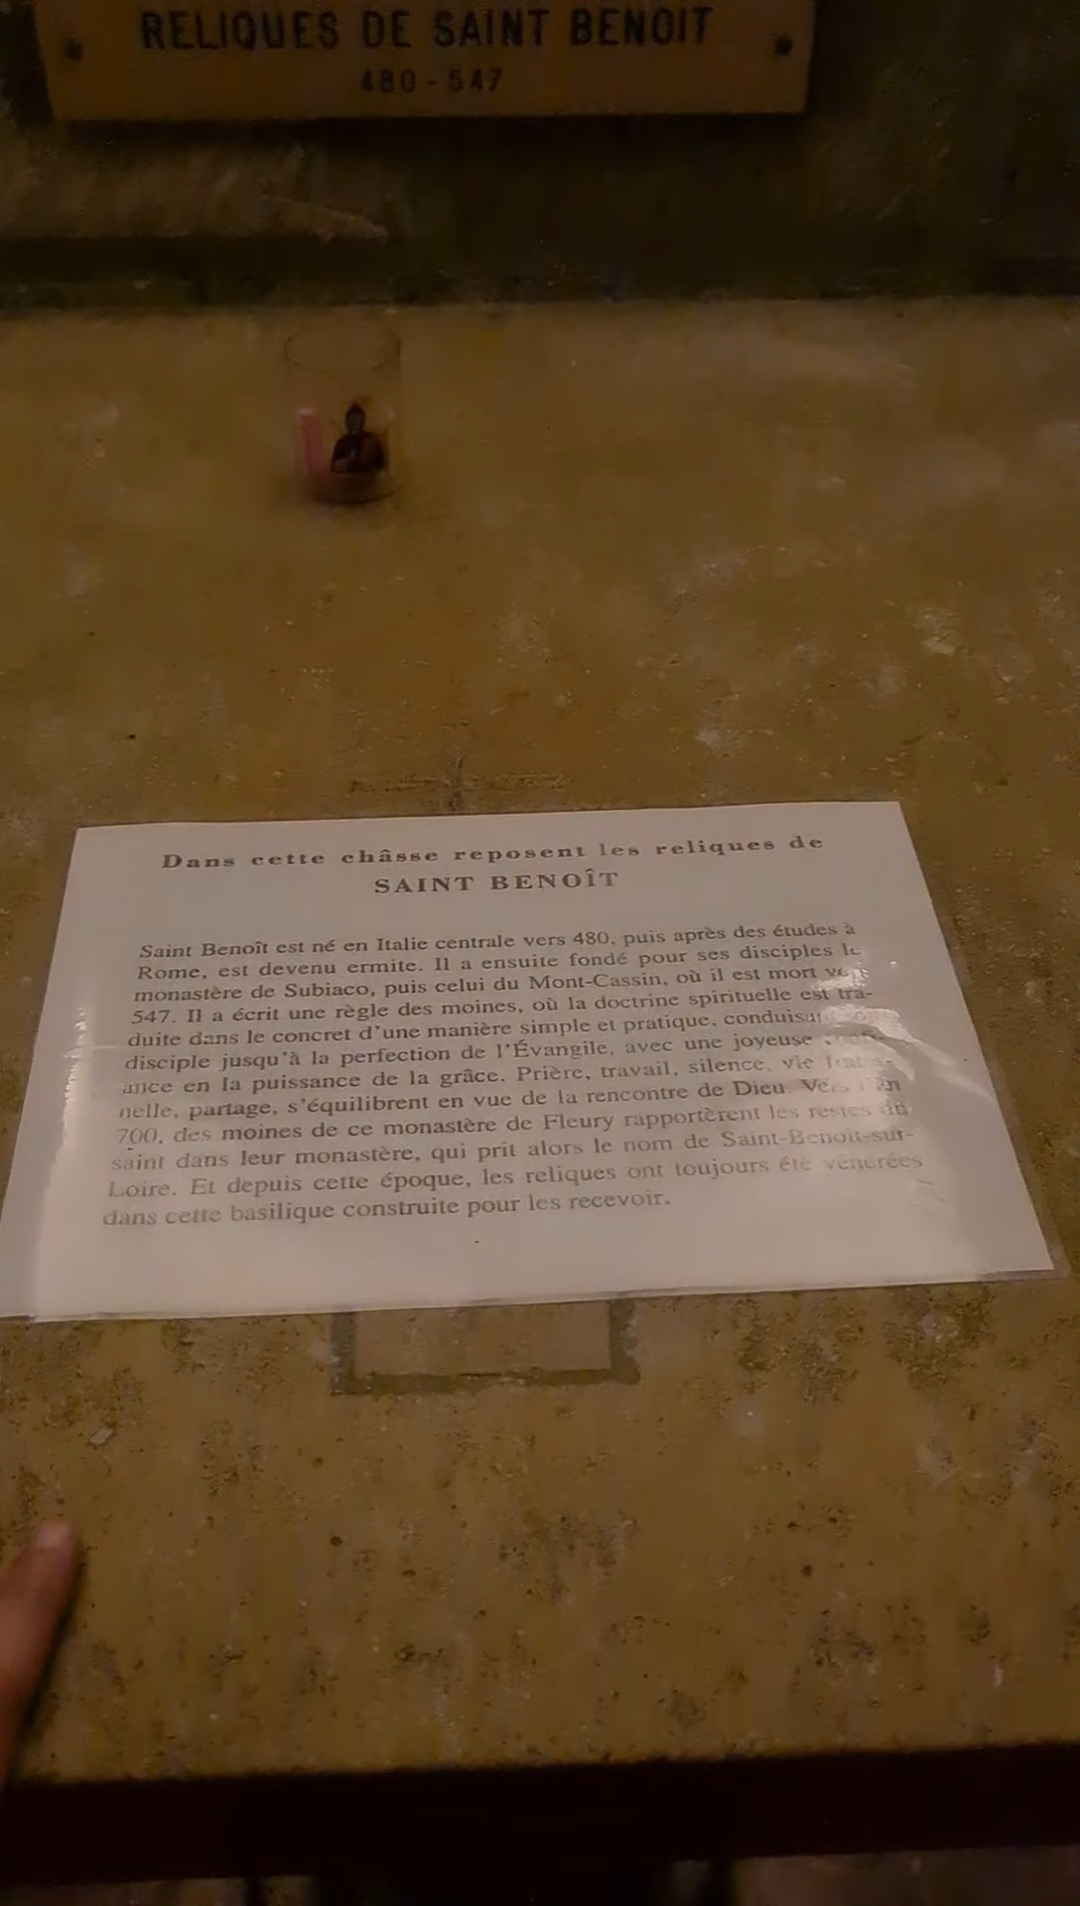 RELIQUES DE SAINT BENOIT
480 - 547
Dans cette châsse reposent les reliques de
SAINT BENOÎT
Saint Benoît est né en Italie centrale vers 480, puis après des études à
Rome, est devenu ermite. Il a ensuite fondé pour ses disciples le
monastère de Subiaco, puis celui du Mont-Cassin, où il est mort vers
547. Il a écrit une règle des moines, où la doctrine spirituelle est tra-
duite dans le concret d'une manière simple et pratique, conduisant son
disciple jusqu'à la perfection de l'Évangile, avec une joyeuse
ance en la puissance de la grâce. Prière, travail, silence, vie frater-
nelle, partage, s'équilibrent en vue de la rencontre de Dieu. Vers l'an
700, des moines de ce monastère de Fleury rapportèrent les restes du
saint dans leur monastère, qui prit alors le nom de Saint-Benoît-sur-
Loire. Et depuis cette époque, les reliques ont toujours été vénérées
dans cette basilique construite pour les recevoir.